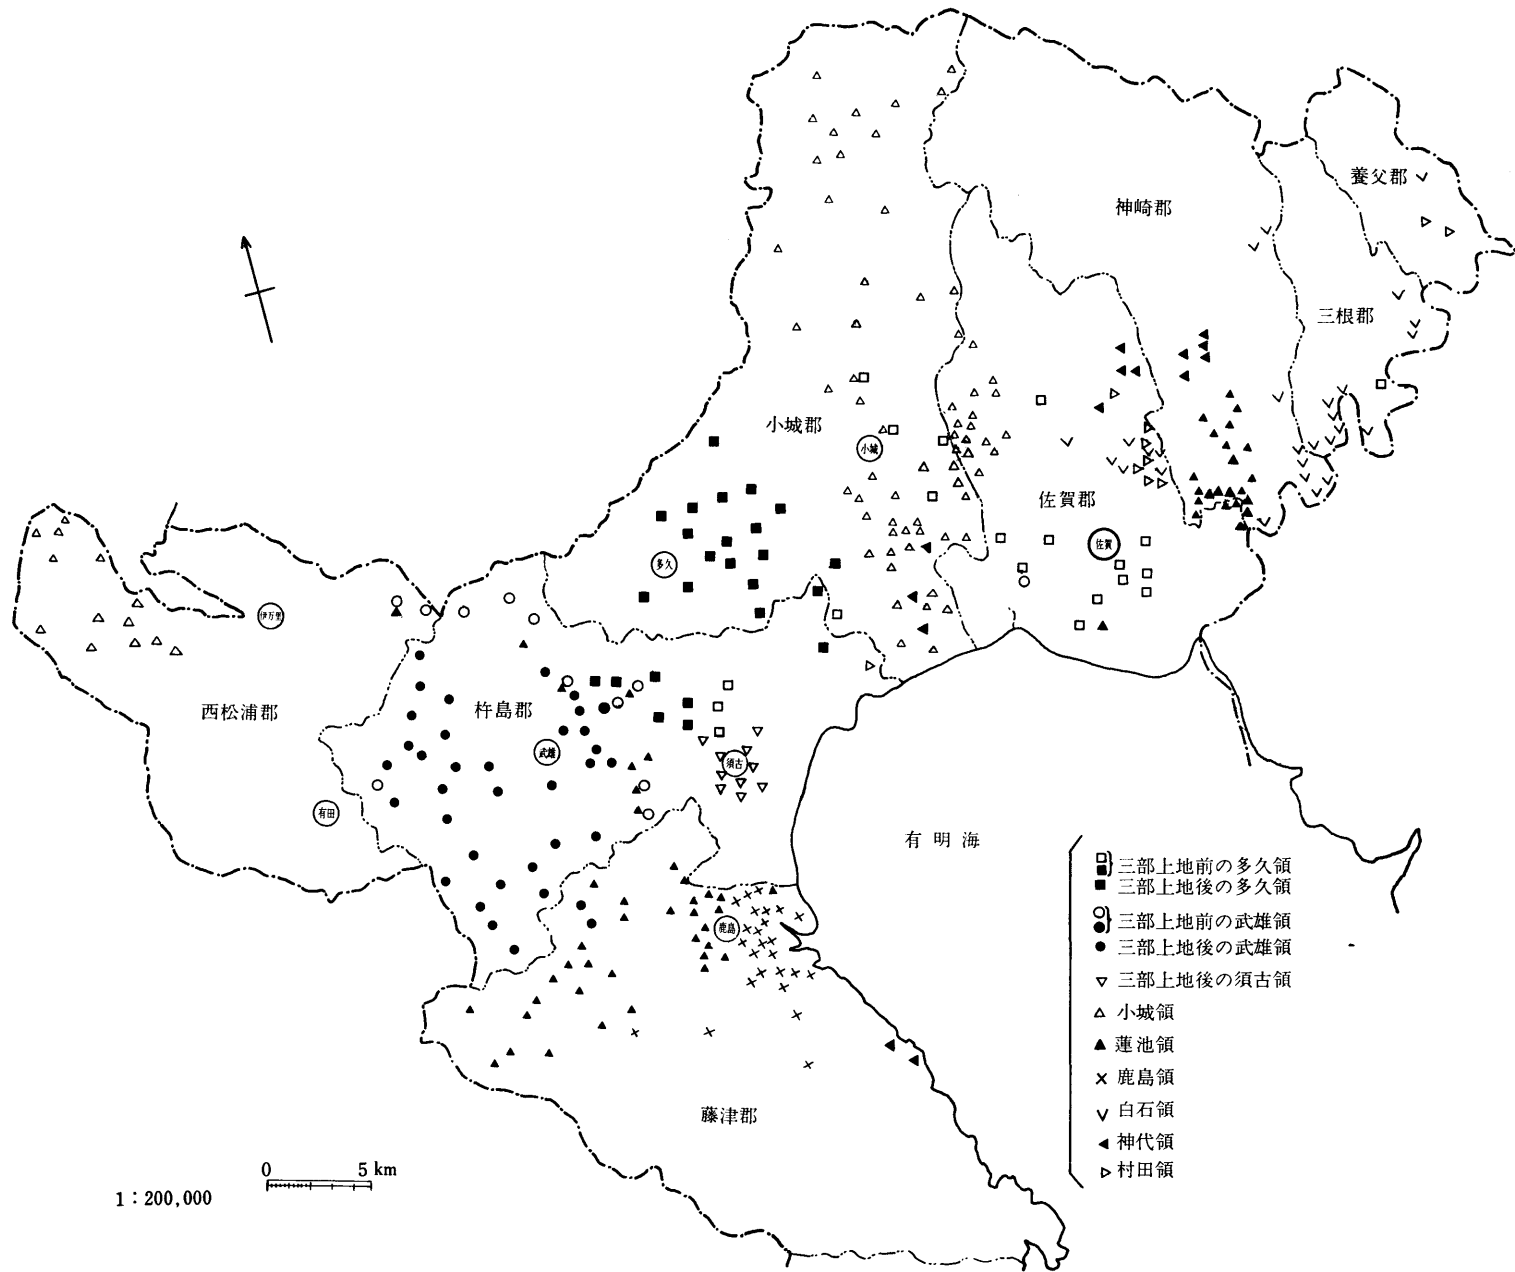 養父郡
神崎郡
三根郡
小城郡
小城
佐賀郡
佐賀
多久
伊万里
西松浦郡
杵島郡
武雄
須古
有田
有明海
鹿島
藤津郡
三部上地前の多久領
三部上地後の多久領
三部上地前の武雄領
三部上地後の武雄領
三部上地後の須古領
小城領
蓮池領
鹿島領
白石領
神代領
村田領
0 5 km
1：200,000